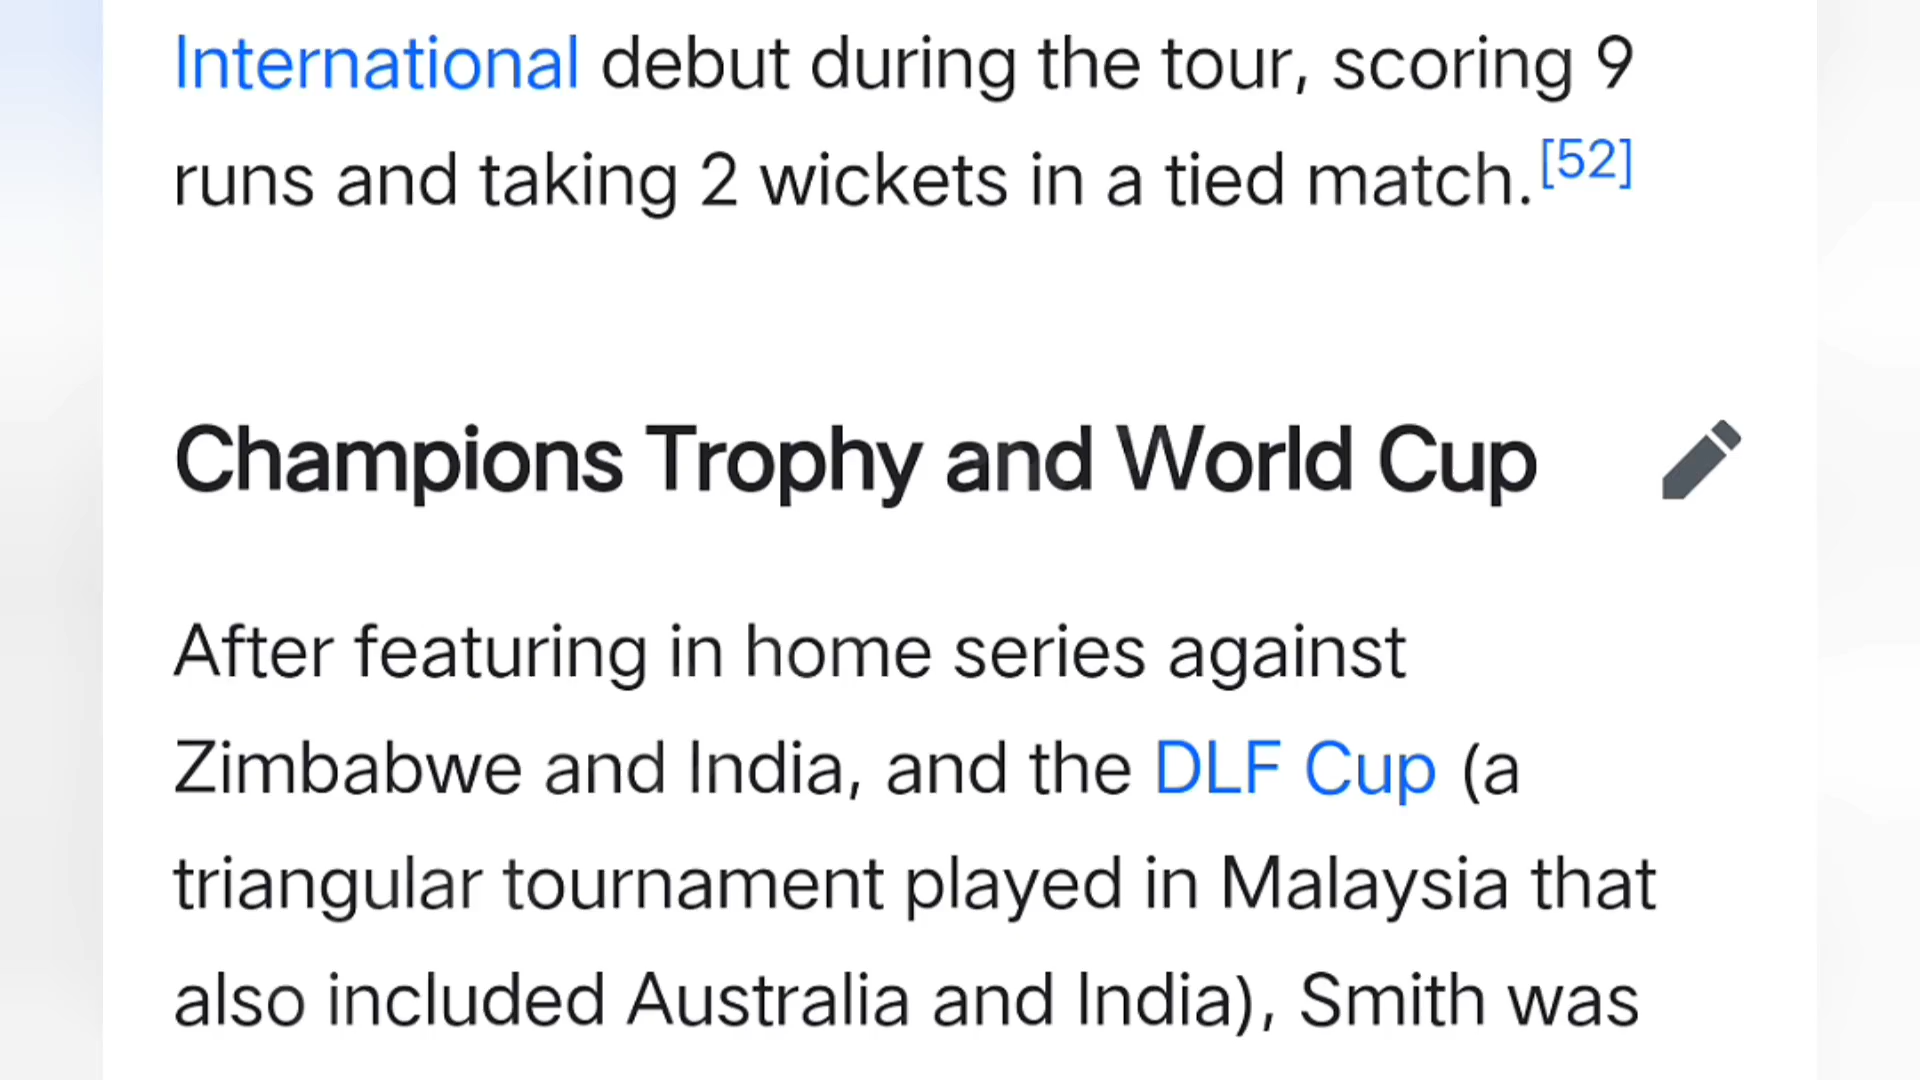 International debut during the tour, scoring 9
runs and taking 2 wickets in a tied match.[52]
Champions Trophy and World Cup
After featuring in home series against
Zimbabwe and India, and the DLF Cup (a
triangular tournament played in Malaysia that
also included Australia and India), Smith was